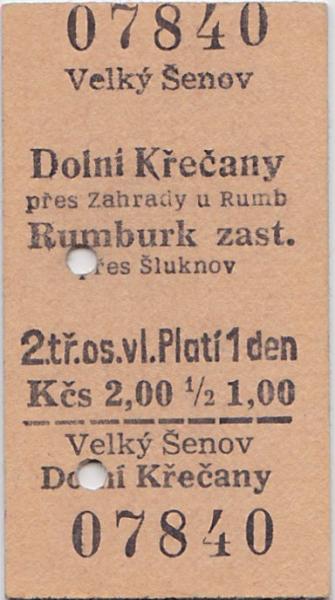 07840
Velký Šenov
Dolní Křečany
přes Zahrady u Rumb
Rumburk zast.
přes Šluknov
2.tř.os.vl.Platí 1 den
Kčs 2,00 ½ 1,00
Velký Šenov
Dolní Křečany
07840